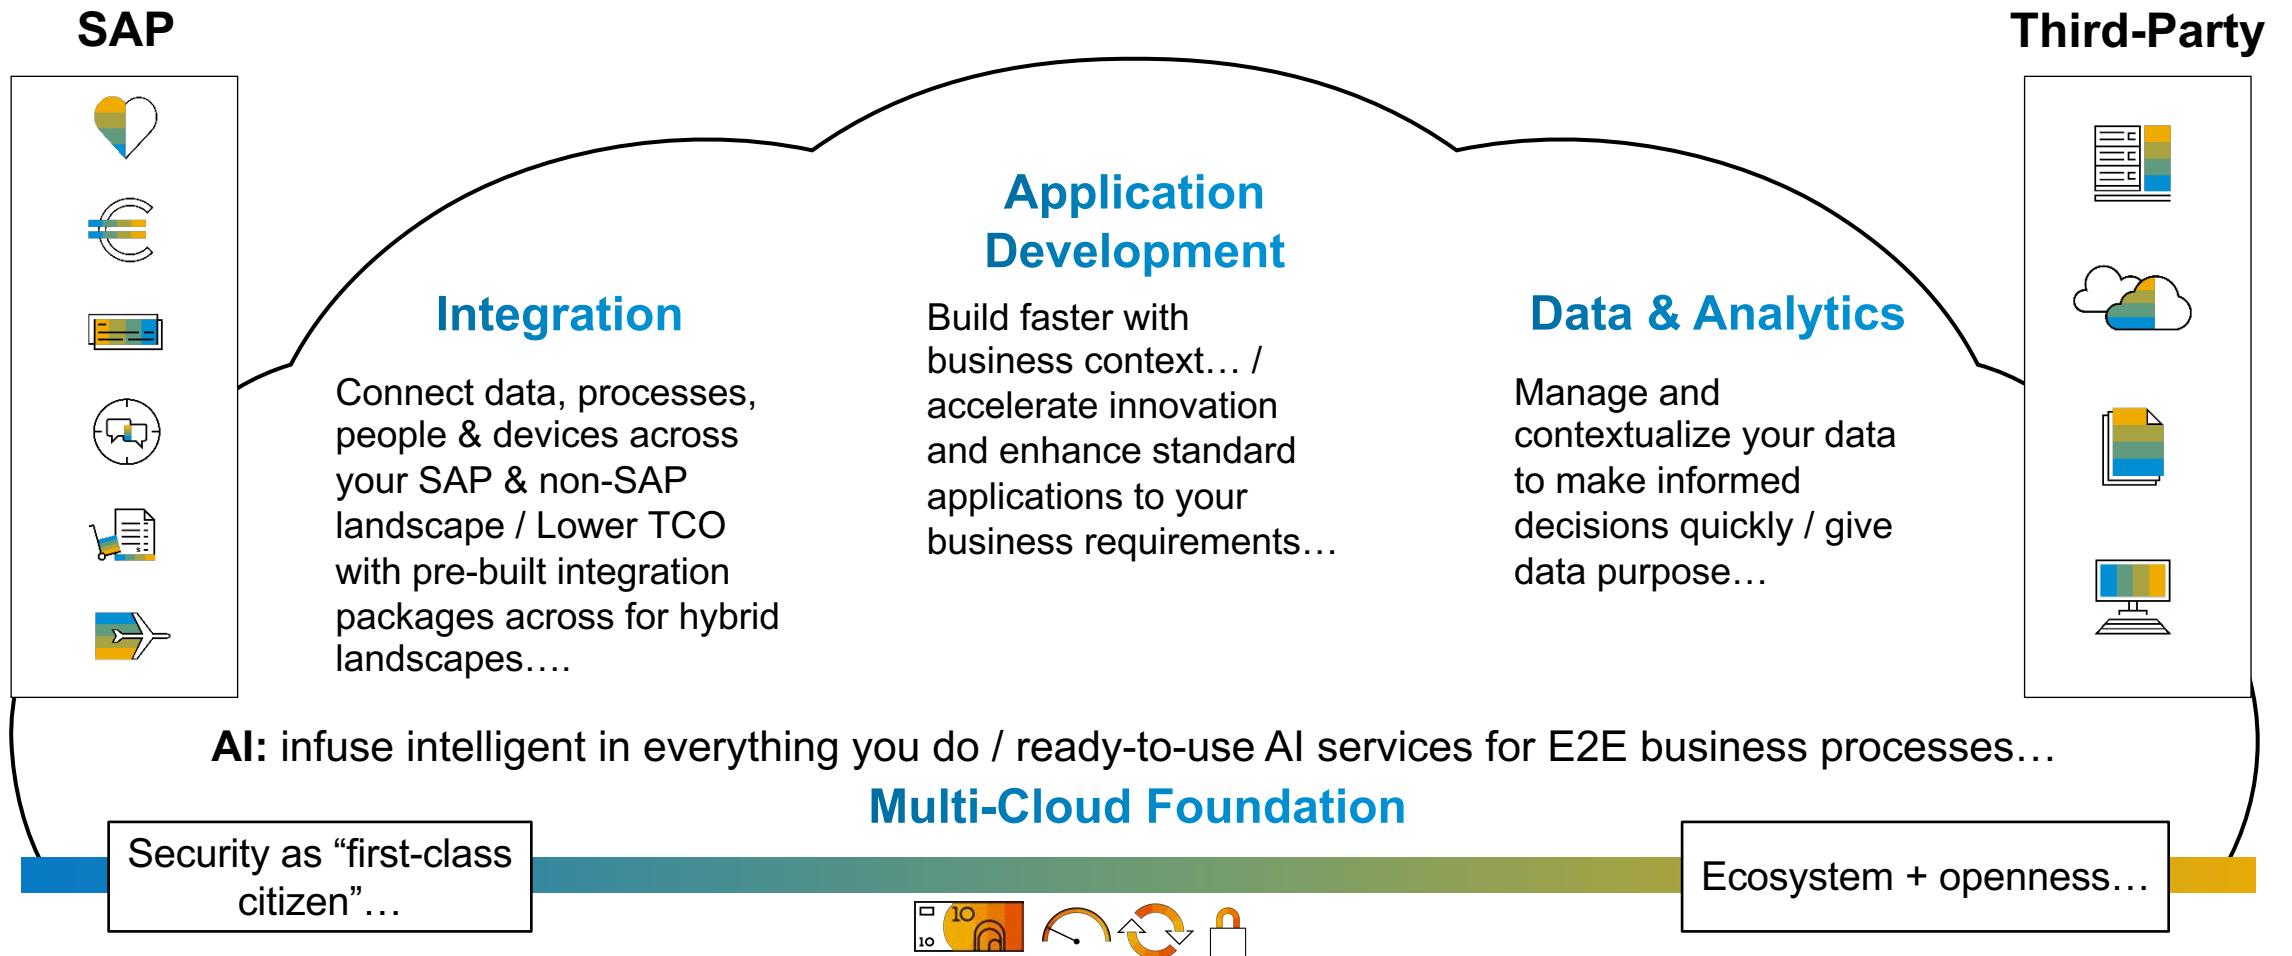 SAP
Third-Party
Application
Development
Integration
Build faster with
business context… /
accelerate innovation
and enhance standard
applications to your
business requirements…
Data & Analytics
Connect data, processes,
people & devices across
your SAP & non-SAP
landscape / Lower TCO
with pre-built integration
packages across for hybrid
landscapes….
Manage and
contextualize your data
to make informed
decisions quickly / give
data purpose…
AI: infuse intelligent in everything you do / ready-to-use AI services for E2E business processes…
Multi-Cloud Foundation
Security as “first-class
citizen”…
Ecosystem + openness…
10
10